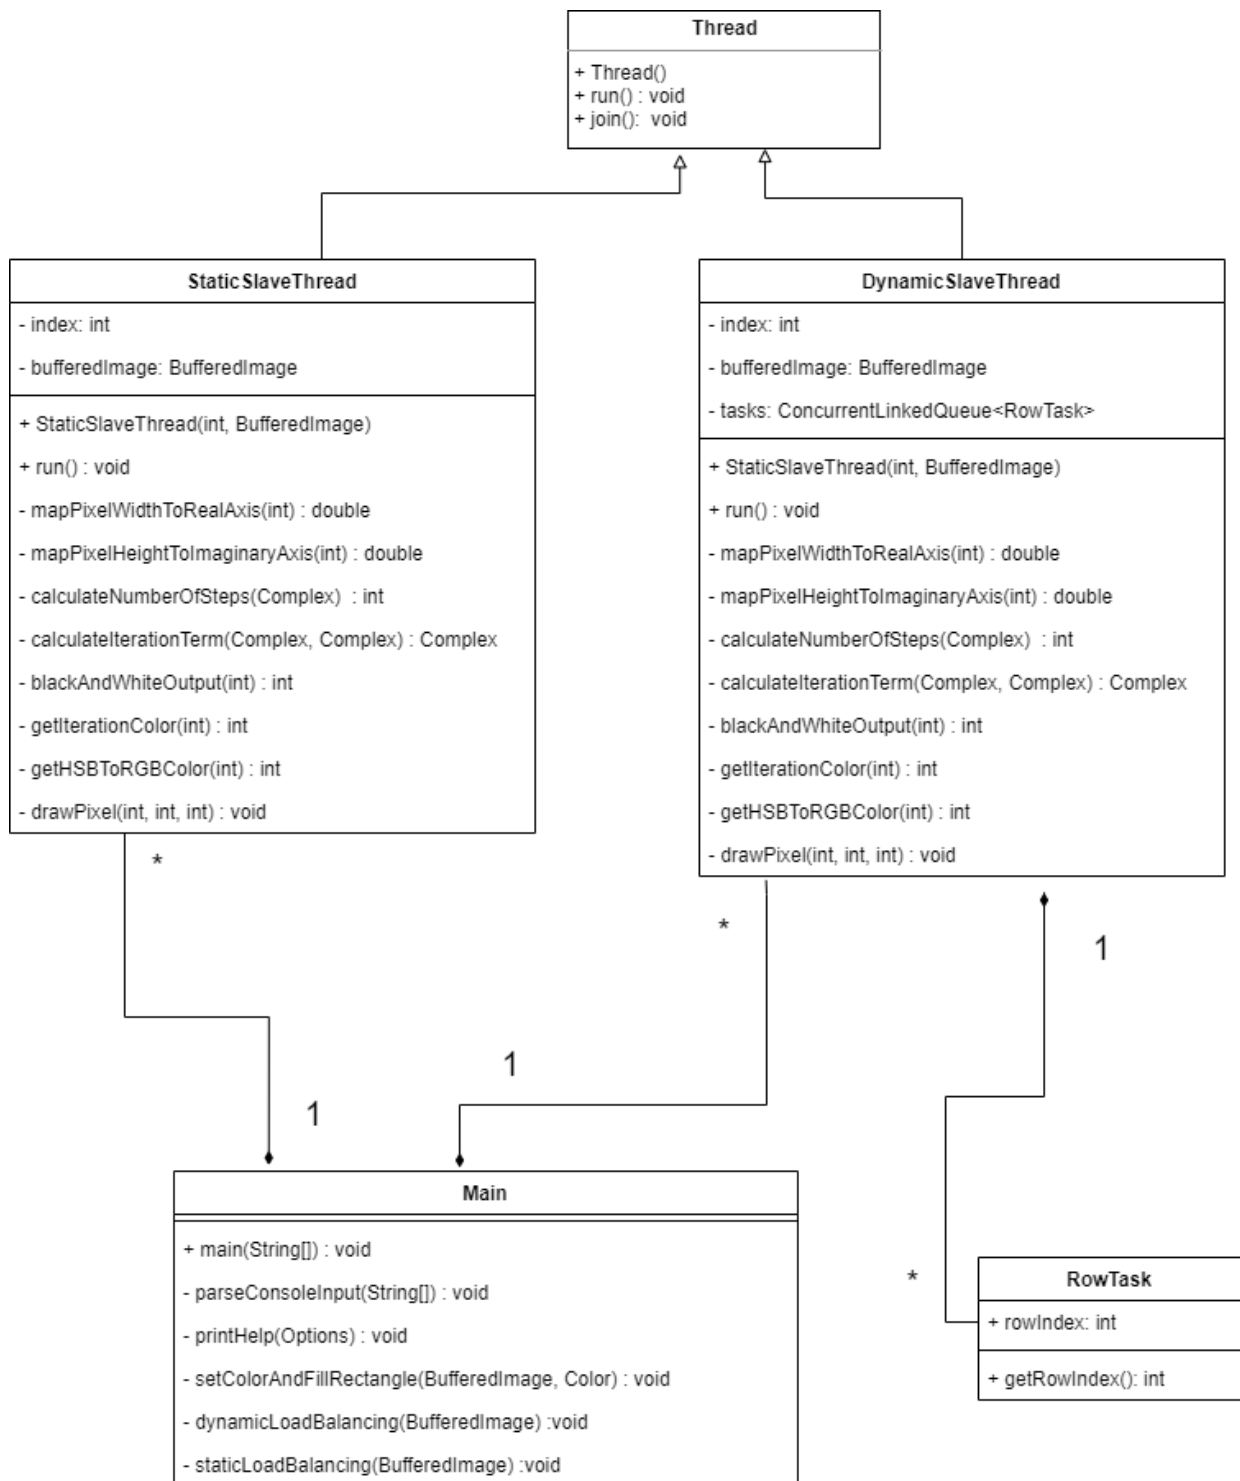 Thread
+ Thread()
+ run() : void
+ join():  void
StaticSlaveThread
- index: int
- bufferedImage: BufferedImage
+ StaticSlaveThread(int, BufferedImage)
+ run() : void
- mapPixelWidthToRealAxis(int) : double
- mapPixelHeightToImaginaryAxis(int) : double
- calculateNumberOfSteps(Complex)  : int
- calculateIterationTerm(Complex, Complex) : Complex
- blackAndWhiteOutput(int) : int
- getIterationColor(int) : int
- getHSBToRGBColor(int) : int
- drawPixel(int, int, int) : void
DynamicSlaveThread
- index: int
- bufferedImage: BufferedImage
- tasks: ConcurrentLinkedQueue<RowTask>
+ StaticSlaveThread(int, BufferedImage)
+ run() : void
- mapPixelWidthToRealAxis(int) : double
- mapPixelHeightToImaginaryAxis(int) : double
- calculateNumberOfSteps(Complex)  : int
- calculateIterationTerm(Complex, Complex) : Complex
- blackAndWhiteOutput(int) : int
- getIterationColor(int) : int
- getHSBToRGBColor(int) : int
- drawPixel(int, int, int) : void
*
*
1
1
1
*
Main
+ main(String[]) : void
- parseConsoleInput(String[]) : void
- printHelp(Options) : void
- setColorAndFillRectangle(BufferedImage, Color) : void
- dynamicLoadBalancing(BufferedImage) :void
- staticLoadBalancing(BufferedImage) :void
RowTask
+ rowIndex: int
+ getRowIndex(): int